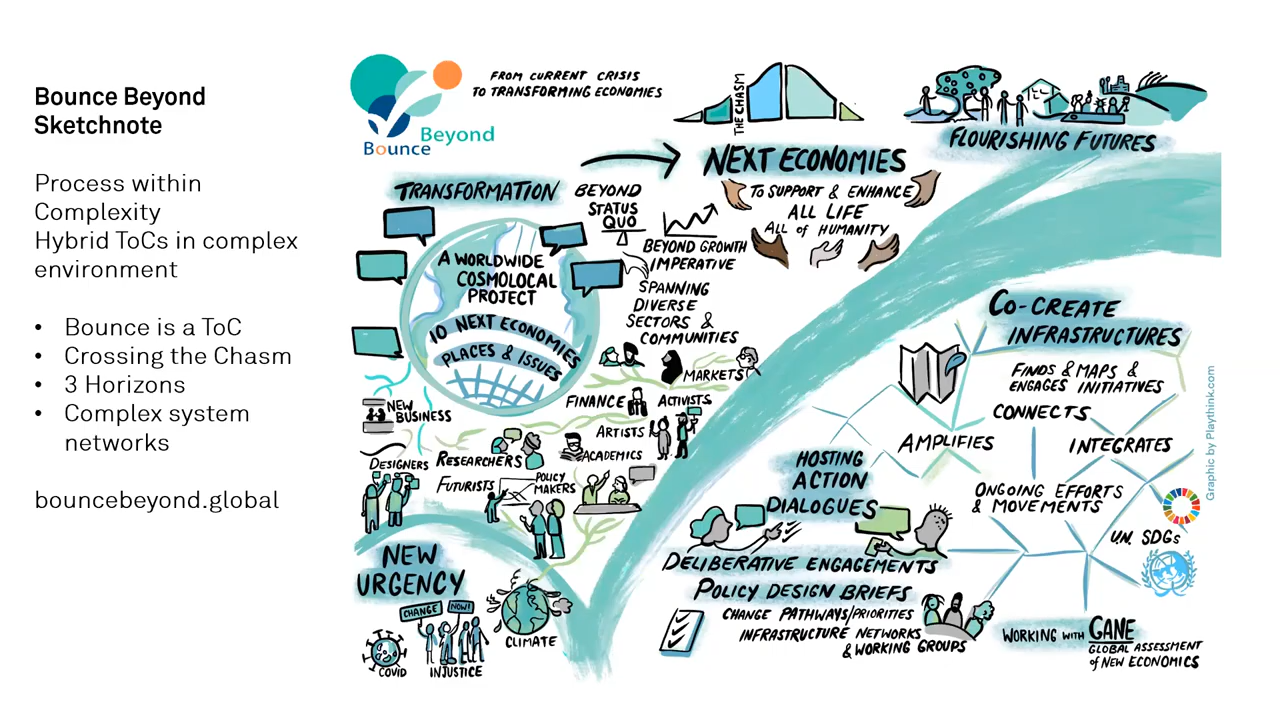 Bounce Beyond
Sketchnote
Process within
Complexity
Hybrid ToCs in complex
environment
• Bounce is a ToC
• Crossing the Chasm
• 3 Horizons
• Complex system
networks
bouncebeyond.global
Bounce
Beyond
FROM CURRENT CRISIS
TO TRANSFORMING ECONOMIES
THE CHASM
NEXT ECONOMIES
TO SUPPORT & ENHANCE
ALL LIFE
ALL of HUMANITY
FLOURISHING FUTURES
TRANSFORMATION
BEYOND
STATUS
QUO
BEYOND GROWTH
IMPERATIVE
SPANNING
DIVERSE
SECTORS &
COMMUNITIES
A WORLDWIDE
COSMOLOCAL
PROJECT
10 NEXT ECONOMIES
PLACES & ISSUES
MARKETS
FINANCE
ACTIVISTS
NEW
BUSINESS
ARTISTS
ACADEMICS
RESEARCHERS
DESIGNERS
FUTURISTS
POLICY
MAKERS
NEW
URGENCY
CHANGE
NOW!
COVID
INJUSTICE
CLIMATE
CO-CREATE
INFRASTRUCTURES
FINDS & MAPS &
ENGAGES INITIATIVES
CONNECTS
AMPLIFIES
INTEGRATES
ONGOING EFFORTS
& MOVEMENTS
U.N. SDGs
HOSTING
ACTION
DIALOGUES
DELIBERATIVE ENGAGEMENTS
POLICY DESIGN BRIEFS
CHANGE PATHWAYS/PRIORITIES
INFRASTRUCTURE NETWORKS
& WORKING GROUPS
WORKING WITH GANE
GLOBAL ASSESSMENT
of NEW ECONOMICS
Graphic by Playthink.com